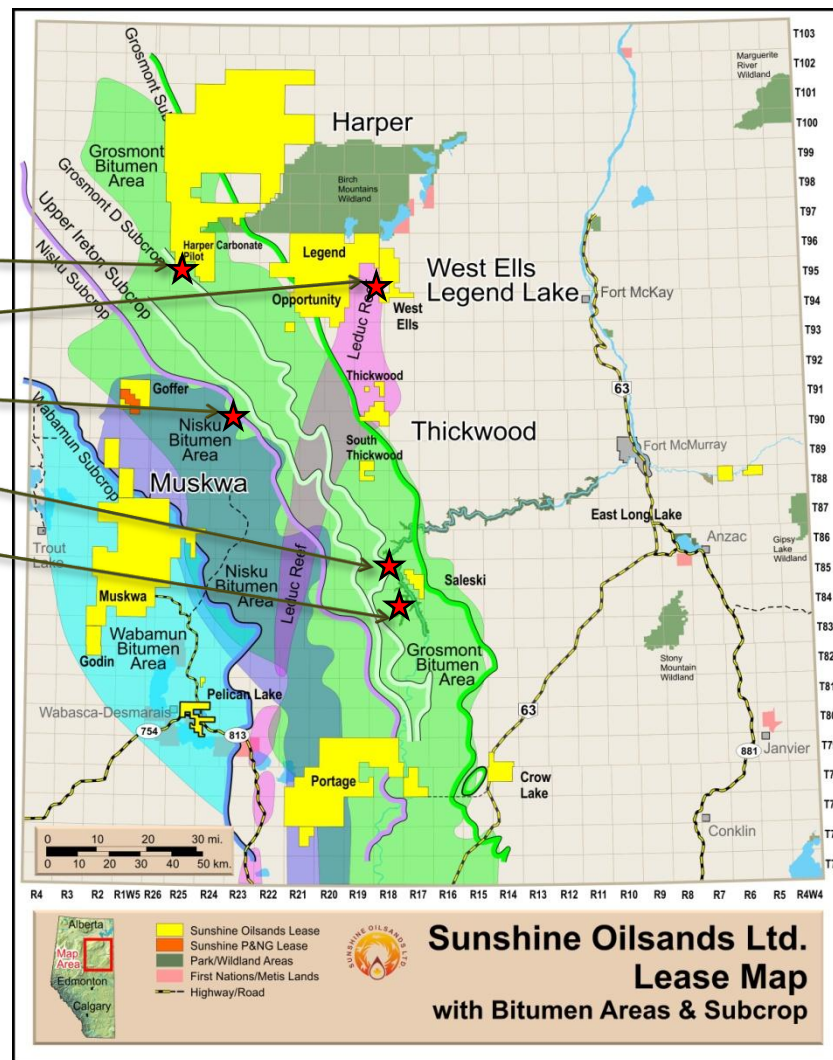 Grosmont Sub
T103
T102
T101
T100
T99
T98
T97
T96
T95
T94
T93
T92
T91
T90
T89
T88
T87
T86
T85
T84
T83
T82
T81
T80
Marguerite
River
Wildland
Harper
Grosmont
Bitumen
Area
Birch
Mountains
Wildland
Grosmont D Subcrop
Upper Ireton Subcrop
Nisku Subcrop
Harper Carbonate
Pilot
Legend
Opportunity
West
Ells
West Ells
Legend Lake
Fort McKay
Leduc Reef
Thickwood
63
Goffer
Nisku
Bitumen
Area
Thickwood
South
Thickwood
Fort McMurray
Wabamun Subcrop
Muskwa
East Long Lake
Anzac
Gipsy
Lake
Wildland
Trout
Lake
Nisku
Bitumen
Area
Leduc Reef
Saleski
Muskwa
Wabamun
Bitumen
Area
Godin
Grosmont
Bitumen
Area
Stony
Mountain
Wildland
Pelican Lake
Wabasca-Desmarais
754
813
63
881
Janvier
Portage
Crow
Lake
Conklin
0 10 20 30 mi.
0 10 20 30 40 50 km.
R4 R3 R2 R1W5 R26 R25 R24 R23 R22 R21 R20 R19 R18 R17 R16 R15 R14 R13 R12 R11 R10 R9 R8 R7 R6 R5 R4W4
Alberta
Map
Area
Edmonton
Calgary
Sunshine Oilsands Lease
Sunshine P&NG Lease
Park/Wildland Areas
First Nations/Metis Lands
Highway/Road
SUNSHINE OILSANDS LTD
Sunshine Oilsands Ltd.
Lease Map
with Bitumen Areas & Subcrop